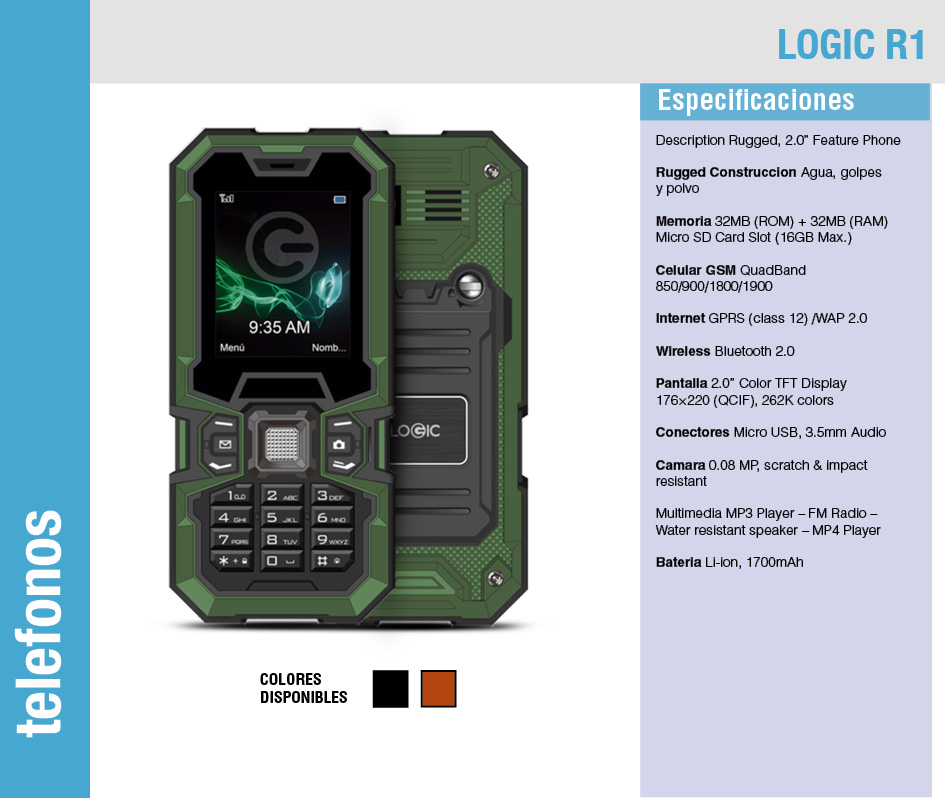 LOGIC R1
Especificaciones
Description Rugged, 2.0" Feature Phone
Rugged Construccion Agua, golpes
y polvo
Memoria 32MB (ROM) + 32MB (RAM)
Micro SD Card Slot (16GB Max.)
Celular GSM QuadBand
850/900/1800/1900
Internet GPRS (class 12) /WAP 2.0
Wireless Bluetooth 2.0
Pantalla 2.0" Color TFT Display
176×220 (QCIF), 262K colors
Conectores Micro USB, 3.5mm Audio
Camara 0.08 MP, scratch & impact
resistant
Multimedia MP3 Player – FM Radio –
Water resistant speaker – MP4 Player
Bateria Li-ion, 1700mAh
9:35 AM
Menú Nomb...
LOGIC
1 2 ABC 3 DEF
4 GHI 5 JKL 6 MNO
7 PQRS 8 TUV 9 WXYZ
* + 0 #
COLORES
DISPONIBLES
telefonos